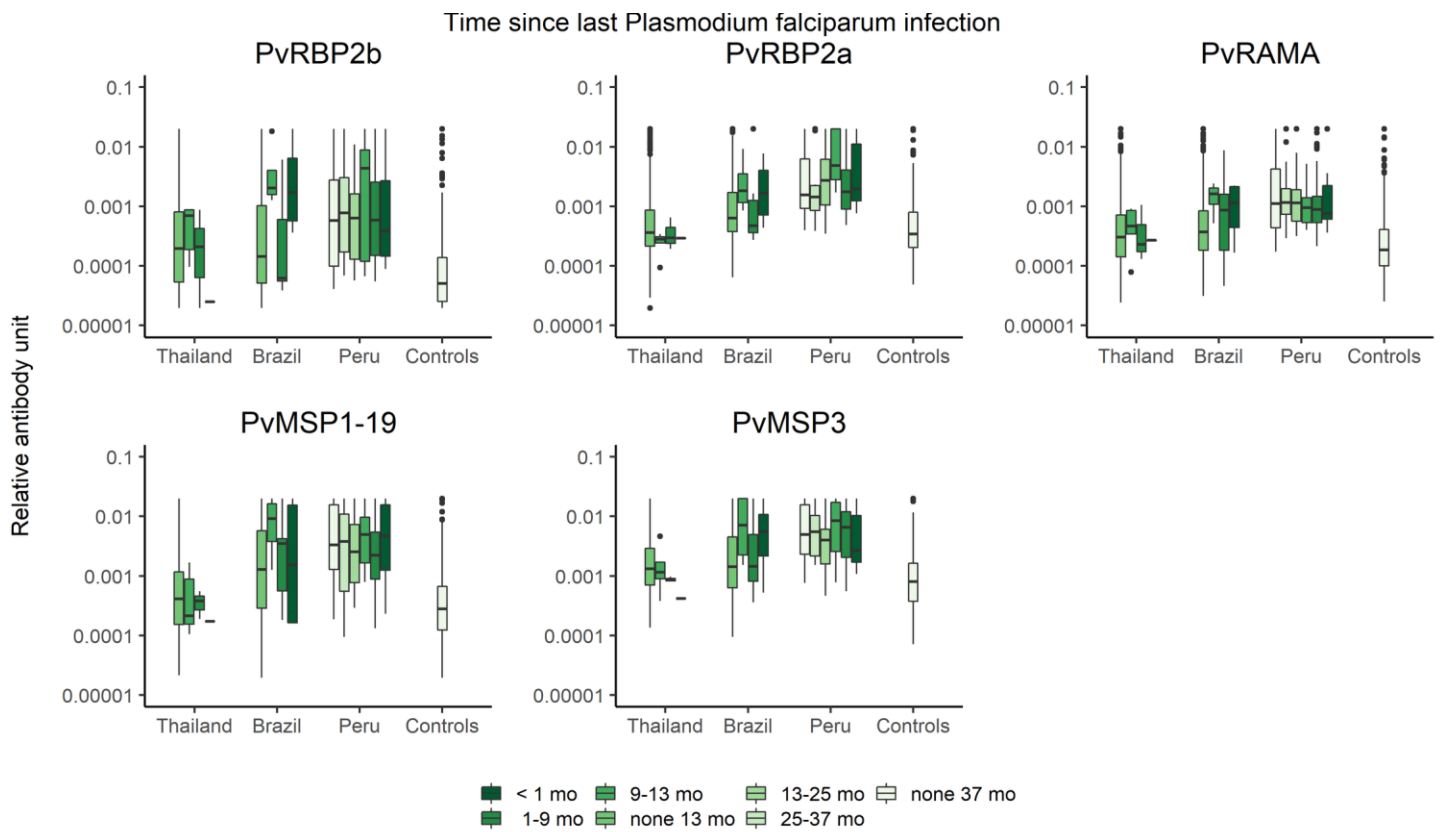 Time since last Plasmodium falciparum infection
PvRBP2b
PvRBP2a
PvRAMA
0.1
0.01
0.001
0.0001
0.00001
Thailand Brazil Peru Controls
0.1
0.01
0.001
0.0001
0.00001
Thailand Brazil Peru Controls
0.1
0.01
0.001
0.0001
0.00001
Thailand Brazil Peru Controls
Relative antibody unit
PvMSP1-19
PvMSP3
0.1
0.01
0.001
0.0001
0.00001
Thailand Brazil Peru Controls
0.1
0.01
0.001
0.0001
0.00001
Thailand Brazil Peru Controls
< 1 mo 9-13 mo 13-25 mo none 37 mo
1-9 mo none 13 mo 25-37 mo